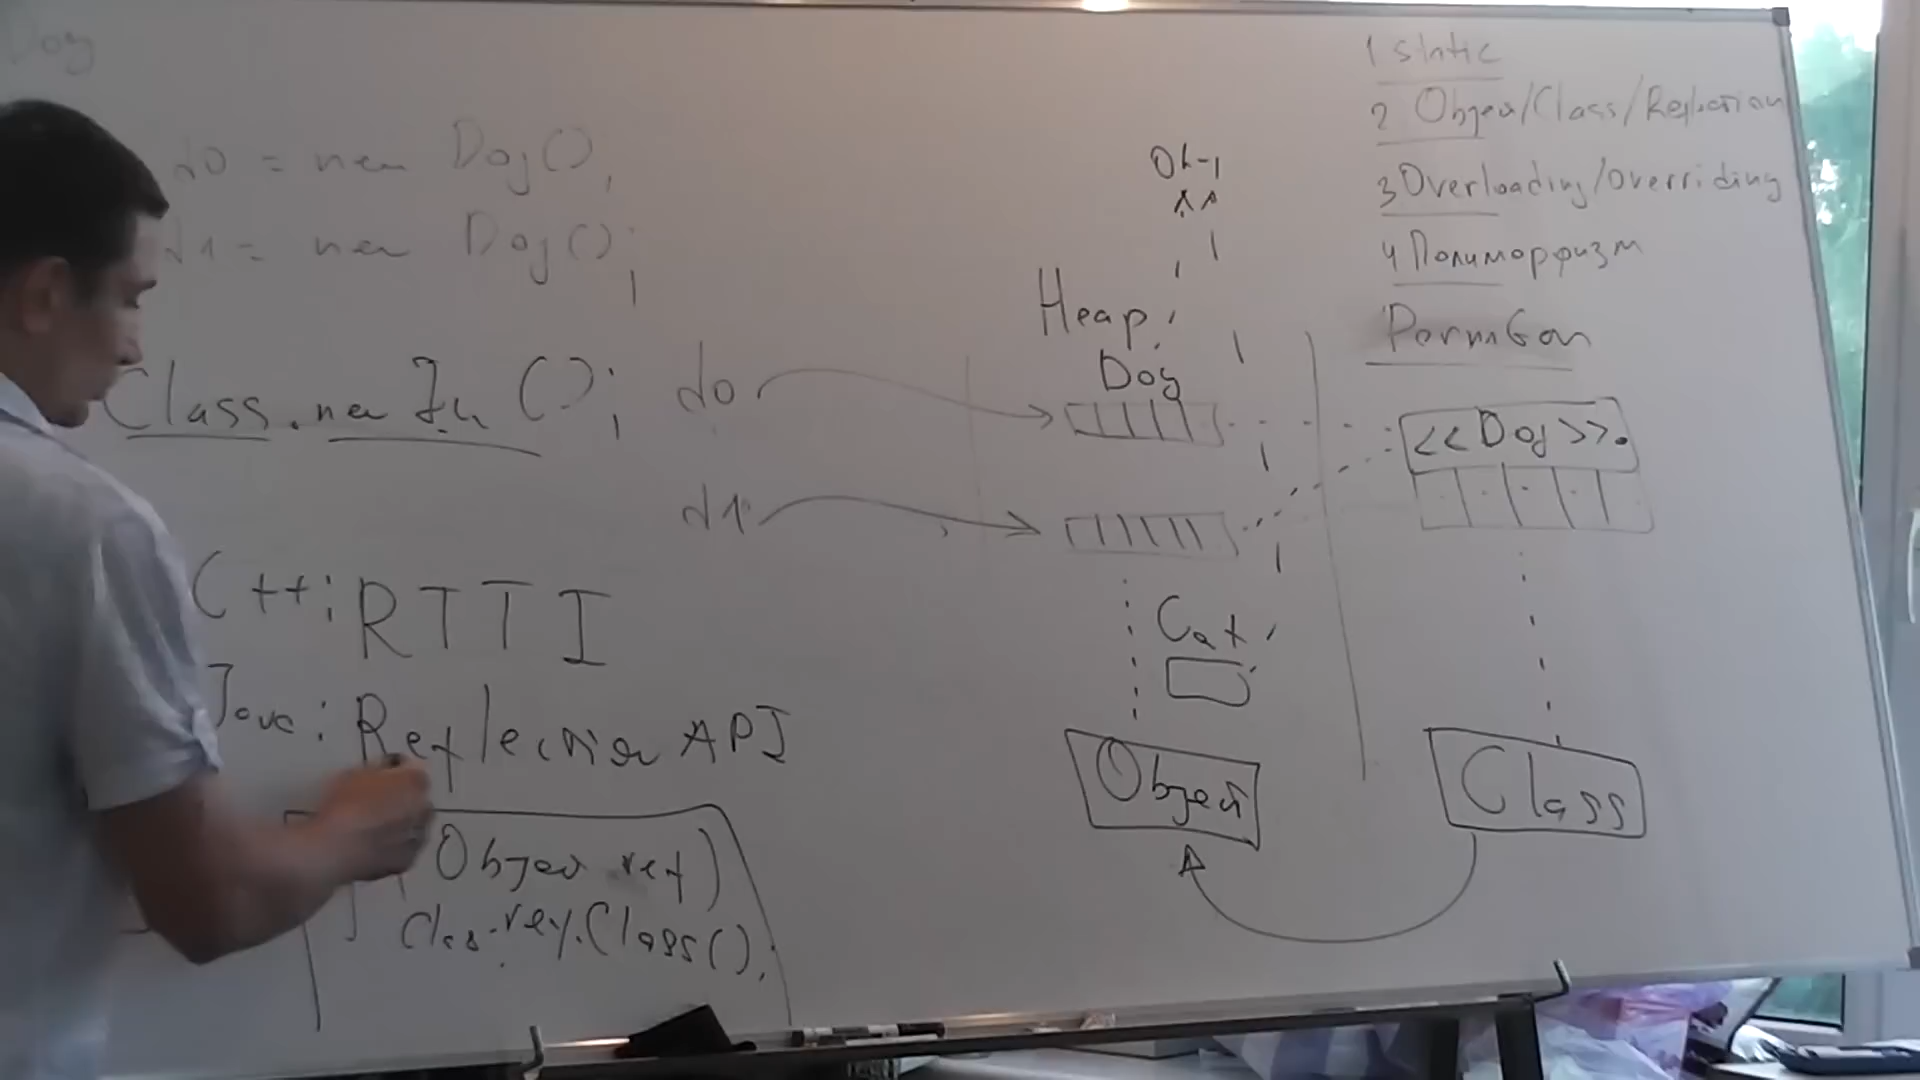 Dog
d0 = new Dog();
d1 = new Dog();
Class.newIn();
d0
d1
C++: RTTI
Java: Reflection API
Object ref)
Class.ref.Class();
Heap
Dog
Cat
Object
1 static
2 Object/Class/Reflection
3 Overloading/Overriding
4 Полиморфизм
PermGen
<<Dog>>
Class